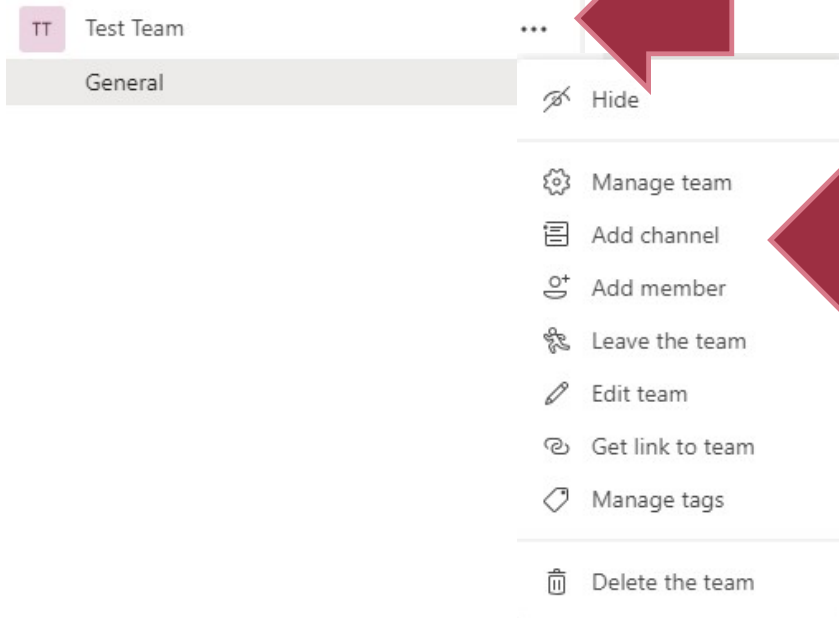 TT Test Team ...
General
Hide
Manage team
Add channel
Add member
Leave the team
Edit team
Get link to team
Manage tags
Delete the team